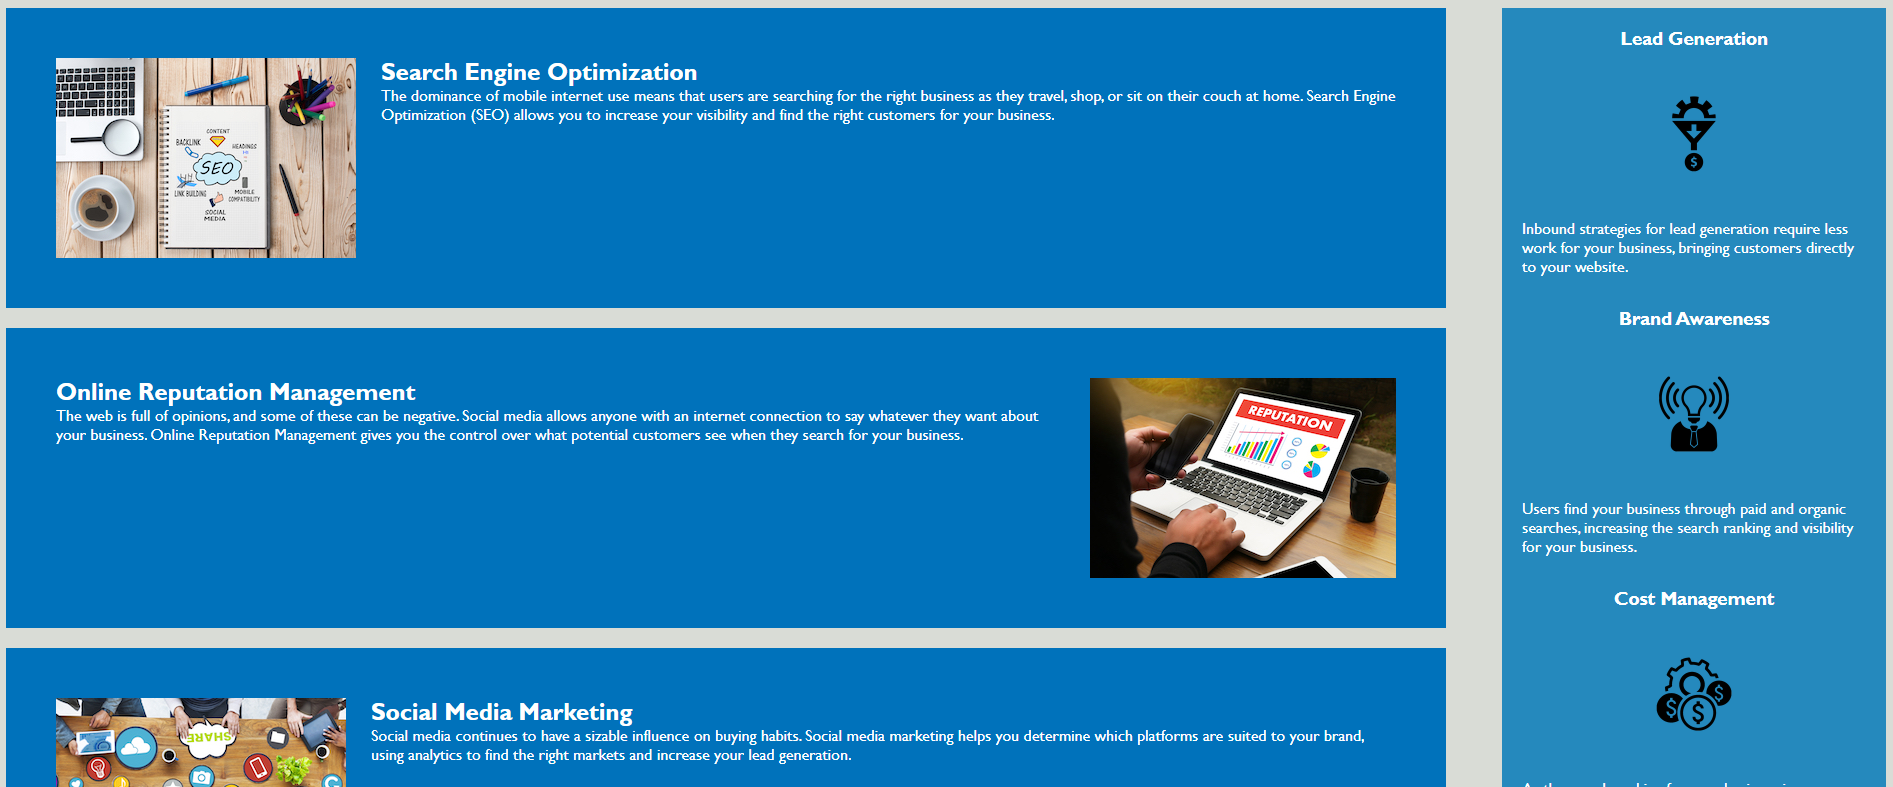 Search Engine Optimization
The dominance of mobile internet use means that users are searching for the right business as they travel, shop, or sit on their couch at home. Search Engine
Optimization (SEO) allows you to increase your visibility and find the right customers for your business.
CONTENT
BACKLINK
HEADINGS
SEO
LINK BUILDING
MOBILE
COMPATIBILITY
SOCIAL
MEDIA
Online Reputation Management
The web is full of opinions, and some of these can be negative. Social media allows anyone with an internet connection to say whatever they want about
your business. Online Reputation Management gives you the control over what potential customers see when they search for your business.
REPUTATION
Social Media Marketing
Social media continues to have a sizable influence on buying habits. Social media marketing helps you determine which platforms are suited to your brand,
using analytics to find the right markets and increase your lead generation.
SHARE
Lead Generation
$
Inbound strategies for lead generation require less
work for your business, bringing customers directly
to your website.
Brand Awareness
Users find your business through paid and organic
searches, increasing the search ranking and visibility
for your business.
Cost Management
$
$ $